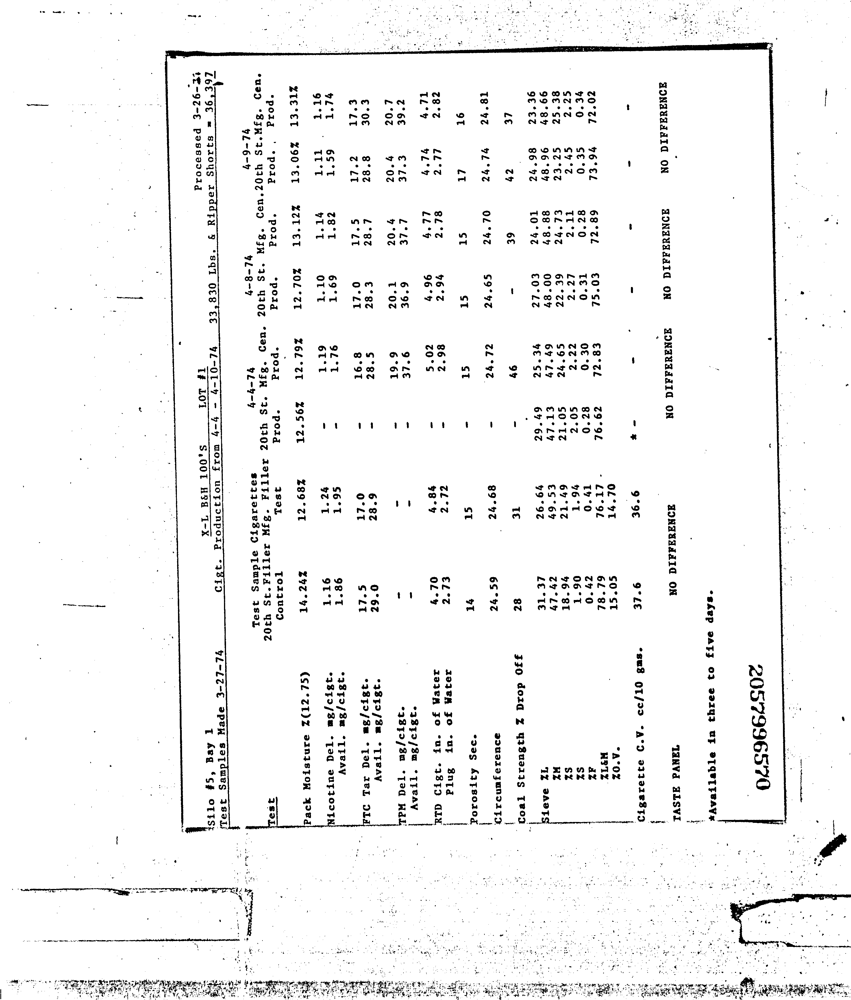 Silo #5, Bay 1 X-L B&H 100'S LOT #1 Processed 3-26-
Test Samples Made 3-27-74 Cigt. Production from 4-4 - 4-10-74 33,830 Lbs. & Ripper Shorts = 36,397
Test Sample Cigarettes 4-4-74 4-8-74 4-9-74
20th St.Filler Mfg. Filler 20th St. Mfg. Cen. 20th St. Mfg. Cen.20th St.Mfg. Cen.
Test Control Test Prod. Prod. Prod. Prod. Prod. Prod.
Pack Moisture %(12.75) 14.24% 12.68% 12.56% 12.79% 12.70% 13.12% 13.06% 13.31%
Nicotine Del. mg/cigt. 1.16 1.24 - 1.19 1.10 1.14 1.11 1.16
Avail. mg/cigt. 1.86 1.95 - 1.76 1.69 1.82 1.59 1.74
FTC Tar Del. mg/cigt. 17.5 17.0 - 16.8 17.0 17.5 17.2 17.3
Avail. mg/cigt. 29.0 28.9 - 28.5 28.3 28.7 28.8 30.3
TPM Del. mg/cigt. - - - 19.9 20.1 20.4 20.4 20.7
Avail. mg/cigt. - - - 37.6 36.9 37.7 37.3 39.2
RTD Cigt. in. of Water 4.70 4.84 - 5.02 4.96 4.77 4.74 4.71
Plug in. of Water 2.73 2.72 - 2.98 2.94 2.78 2.77 2.82
Porosity Sec. 14 15 - 15 15 15 17 16
Circumference 24.59 24.68 - 24.72 24.65 24.70 24.74 24.81
Coal Strength % Drop Off 28 31 - 46 - 39 42 37
Sieve %L 31.37 26.64 29.49 25.34 27.03 24.01 24.98 23.36
%M 47.42 49.53 47.13 47.49 48.00 48.88 48.96 48.66
%S 18.94 21.49 21.05 24.65 22.39 24.73 23.25 25.38
%S 1.90 1.94 2.05 2.22 2.27 2.11 2.45 2.25
%F 0.42 0.41 0.28 0.30 0.31 0.28 0.35 0.34
%L&M 78.79 76.17 76.62 72.83 75.03 72.89 73.94 72.02
%O.V. 15.05 14.70
Cigarette C.V. cc/10 gms. 37.6 36.6 * - - - - - -
TASTE PANEL NO DIFFERENCE NO DIFFERENCE NO DIFFERENCE NO DIFFERENCE
*Available in three to five days.
2057996570